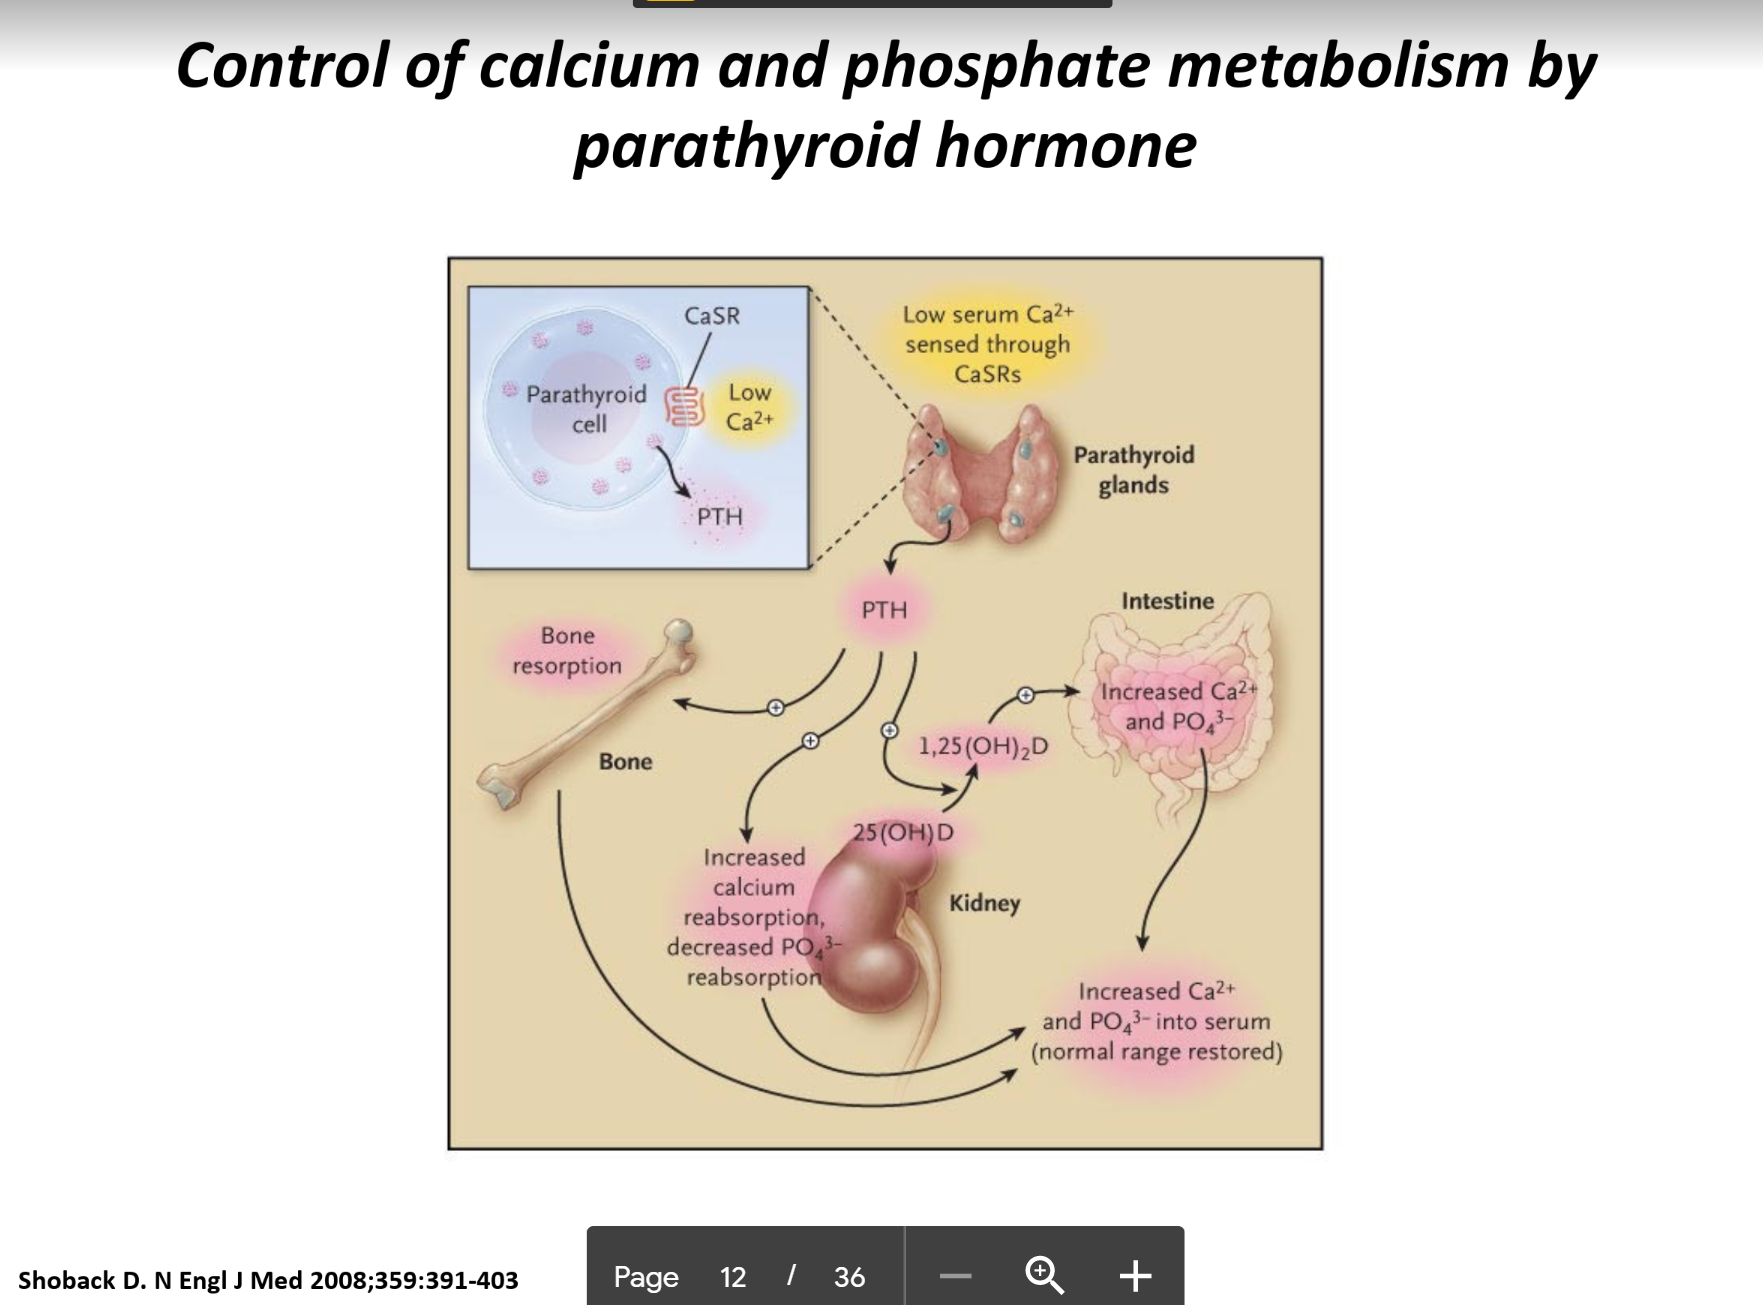 Control of calcium and phosphate metabolism by
parathyroid hormone
CaSR
Parathyroid
cell
Low
Ca²⁺
PTH
Low serum Ca²⁺
sensed through
CaSRs
Parathyroid
glands
PTH
Intestine
Bone
resorption
Increased Ca²⁺
and PO₄³⁻
1,25(OH)₂D
Bone
25(OH)D
Increased
calcium
reabsorption,
decreased PO₄³⁻
reabsorption
Kidney
Increased Ca²⁺
and PO₄³⁻ into serum
(normal range restored)
Shoback D. N Engl J Med 2008;359:391-403
Page 12 / 36